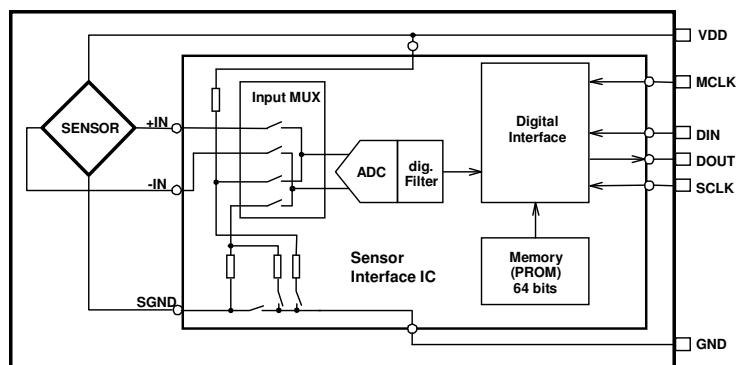 VDD
MCLK
Input MUX
+IN
SENSOR
Digital
Interface
DIN
DOUT
ADC
dig.
Filter
-IN
SCLK
Sensor
Interface IC
Memory
(PROM)
64 bits
SGND
GND